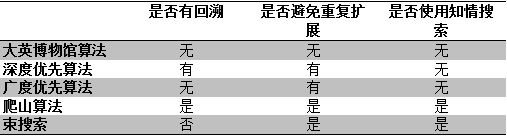 是否有回溯 是否避免重复扩展 是否使用知情搜索
大英博物馆算法 无 无 无
深度优先算法 有 有 无
广度优先算法 无 有 无
爬山算法 是 是 是
束搜索 否 是 是